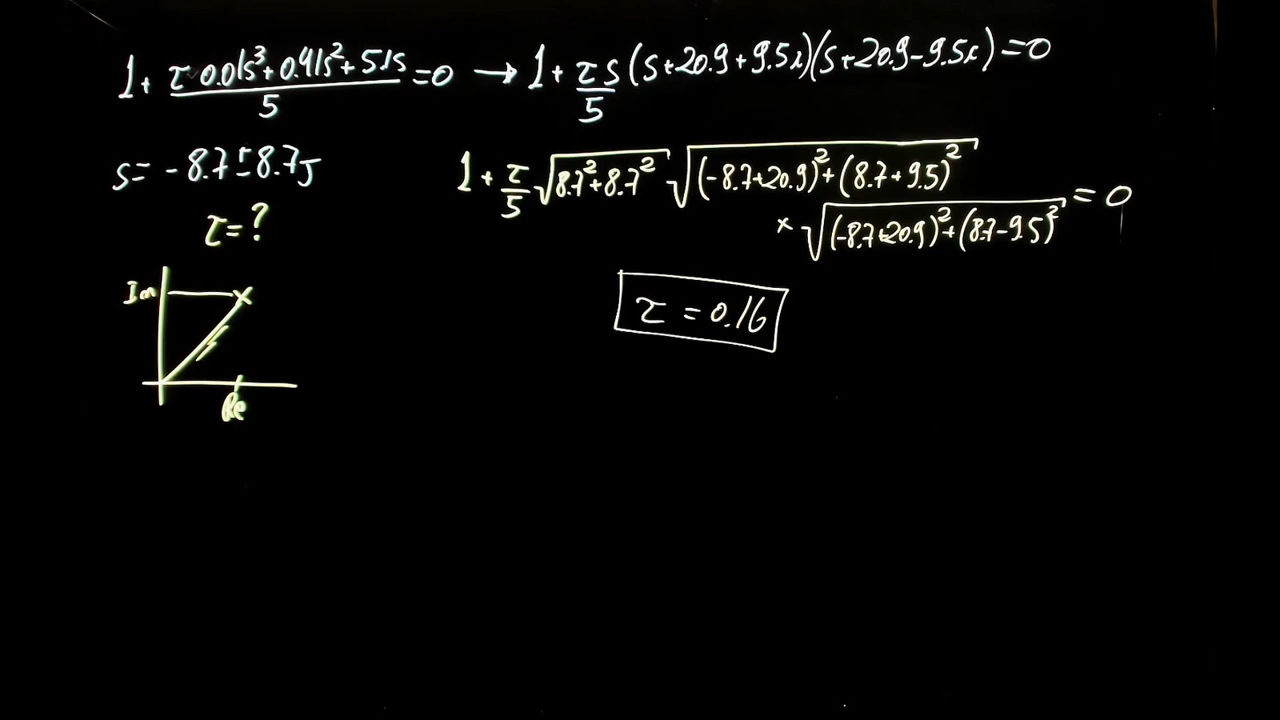 1 + τ 0.01s³+0.41s²+5.1s / 5 =0 → 1 + τ/5 s (s+20.9+9.5i)(s+20.9-9.5i)=0
s= -8.7±8.7j
1 + τ/5 √(8.7²+8.7²) √((-8.7+20.9)²+(8.7+9.5)²)
× √((-8.7+20.9)²+(8.7-9.5)²) = 0
τ=?
Im
τ = 0.16
Re